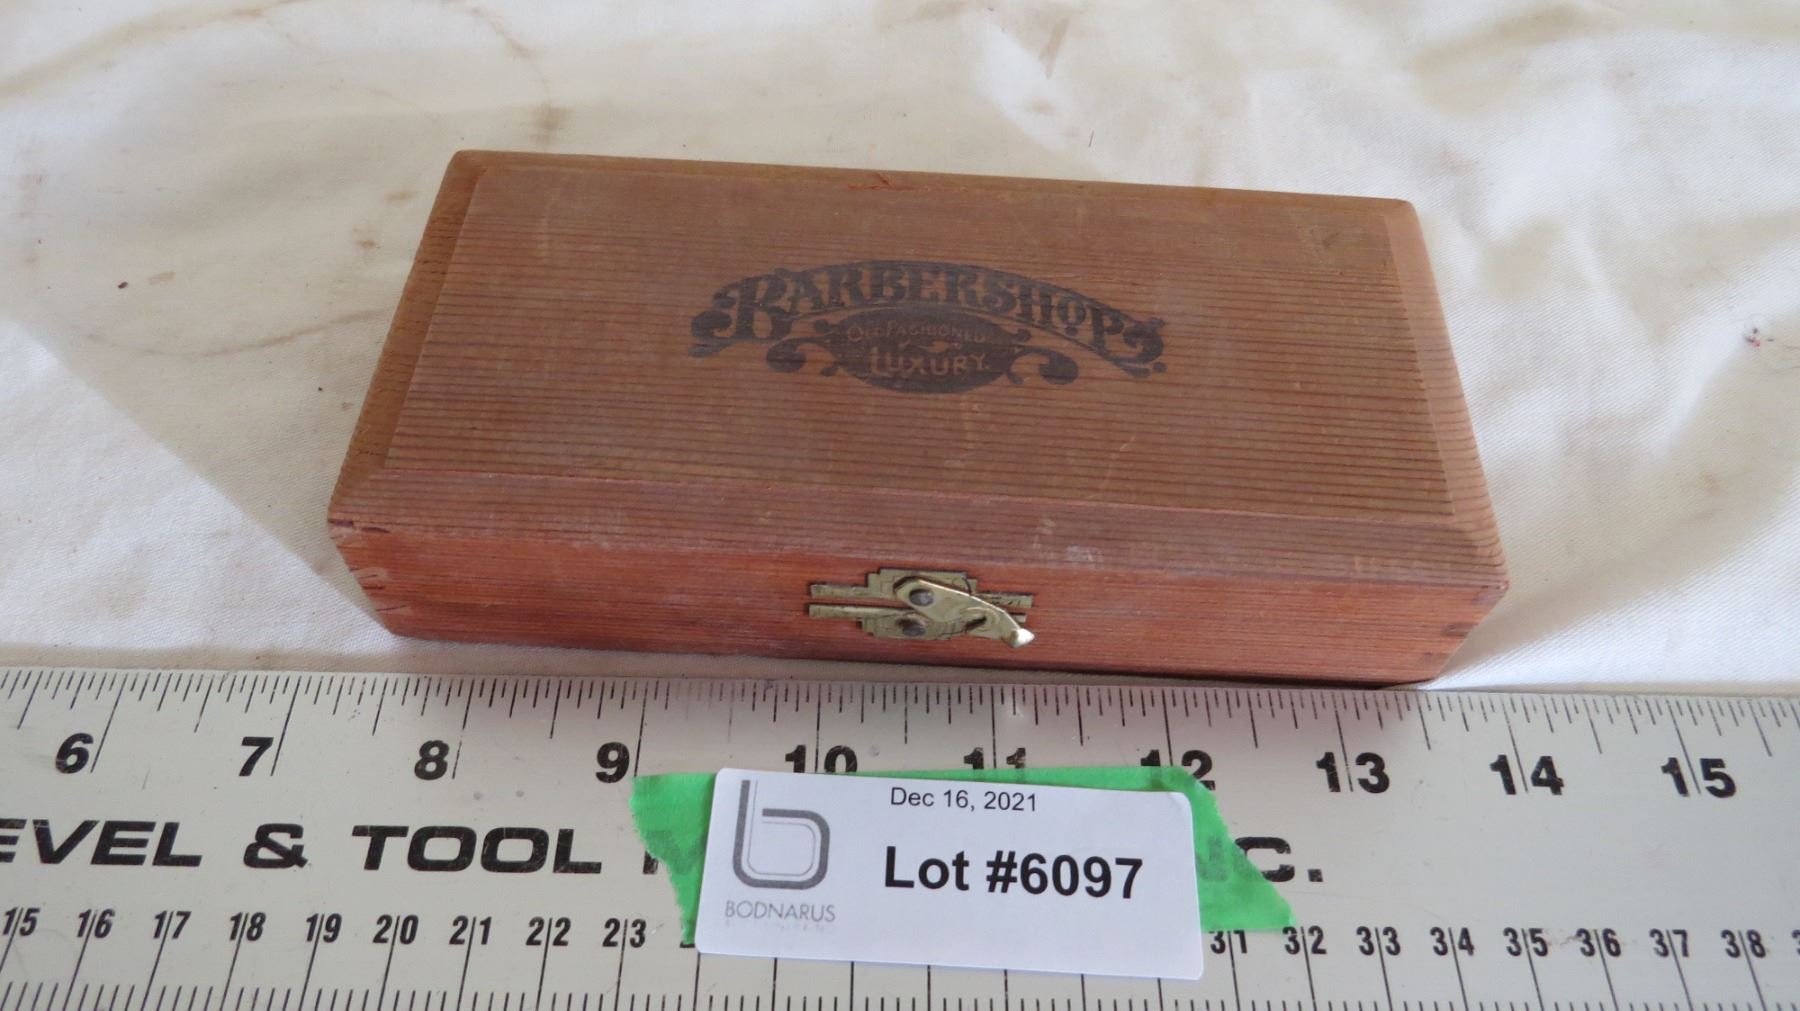 BARBERSHOP
OLD FASHIONED
LUXURY.
6 7 8 9 10 11 12 13 14 15
EVEL & TOOL
C.
Dec 16, 2021
Lot #6097
BODNARUS
15 16 17 18 19 20 21 22 23 31 32 33 34 35 36 37 38